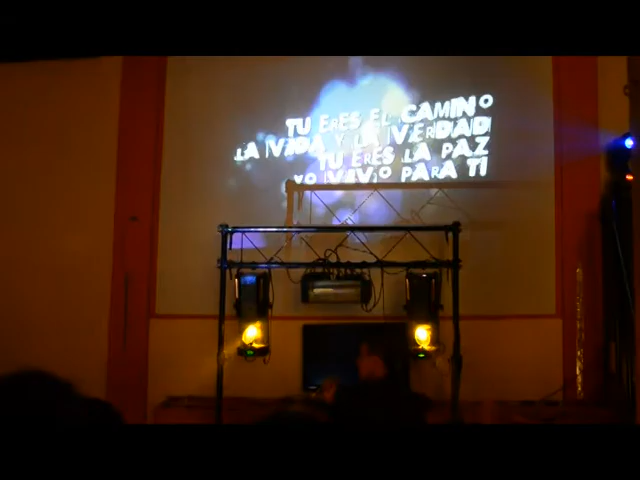 TU ERES EL CAMINO
LA VIDA Y LA VERDAD
TU ERES LA PAZ
YO VIVO PARA TI